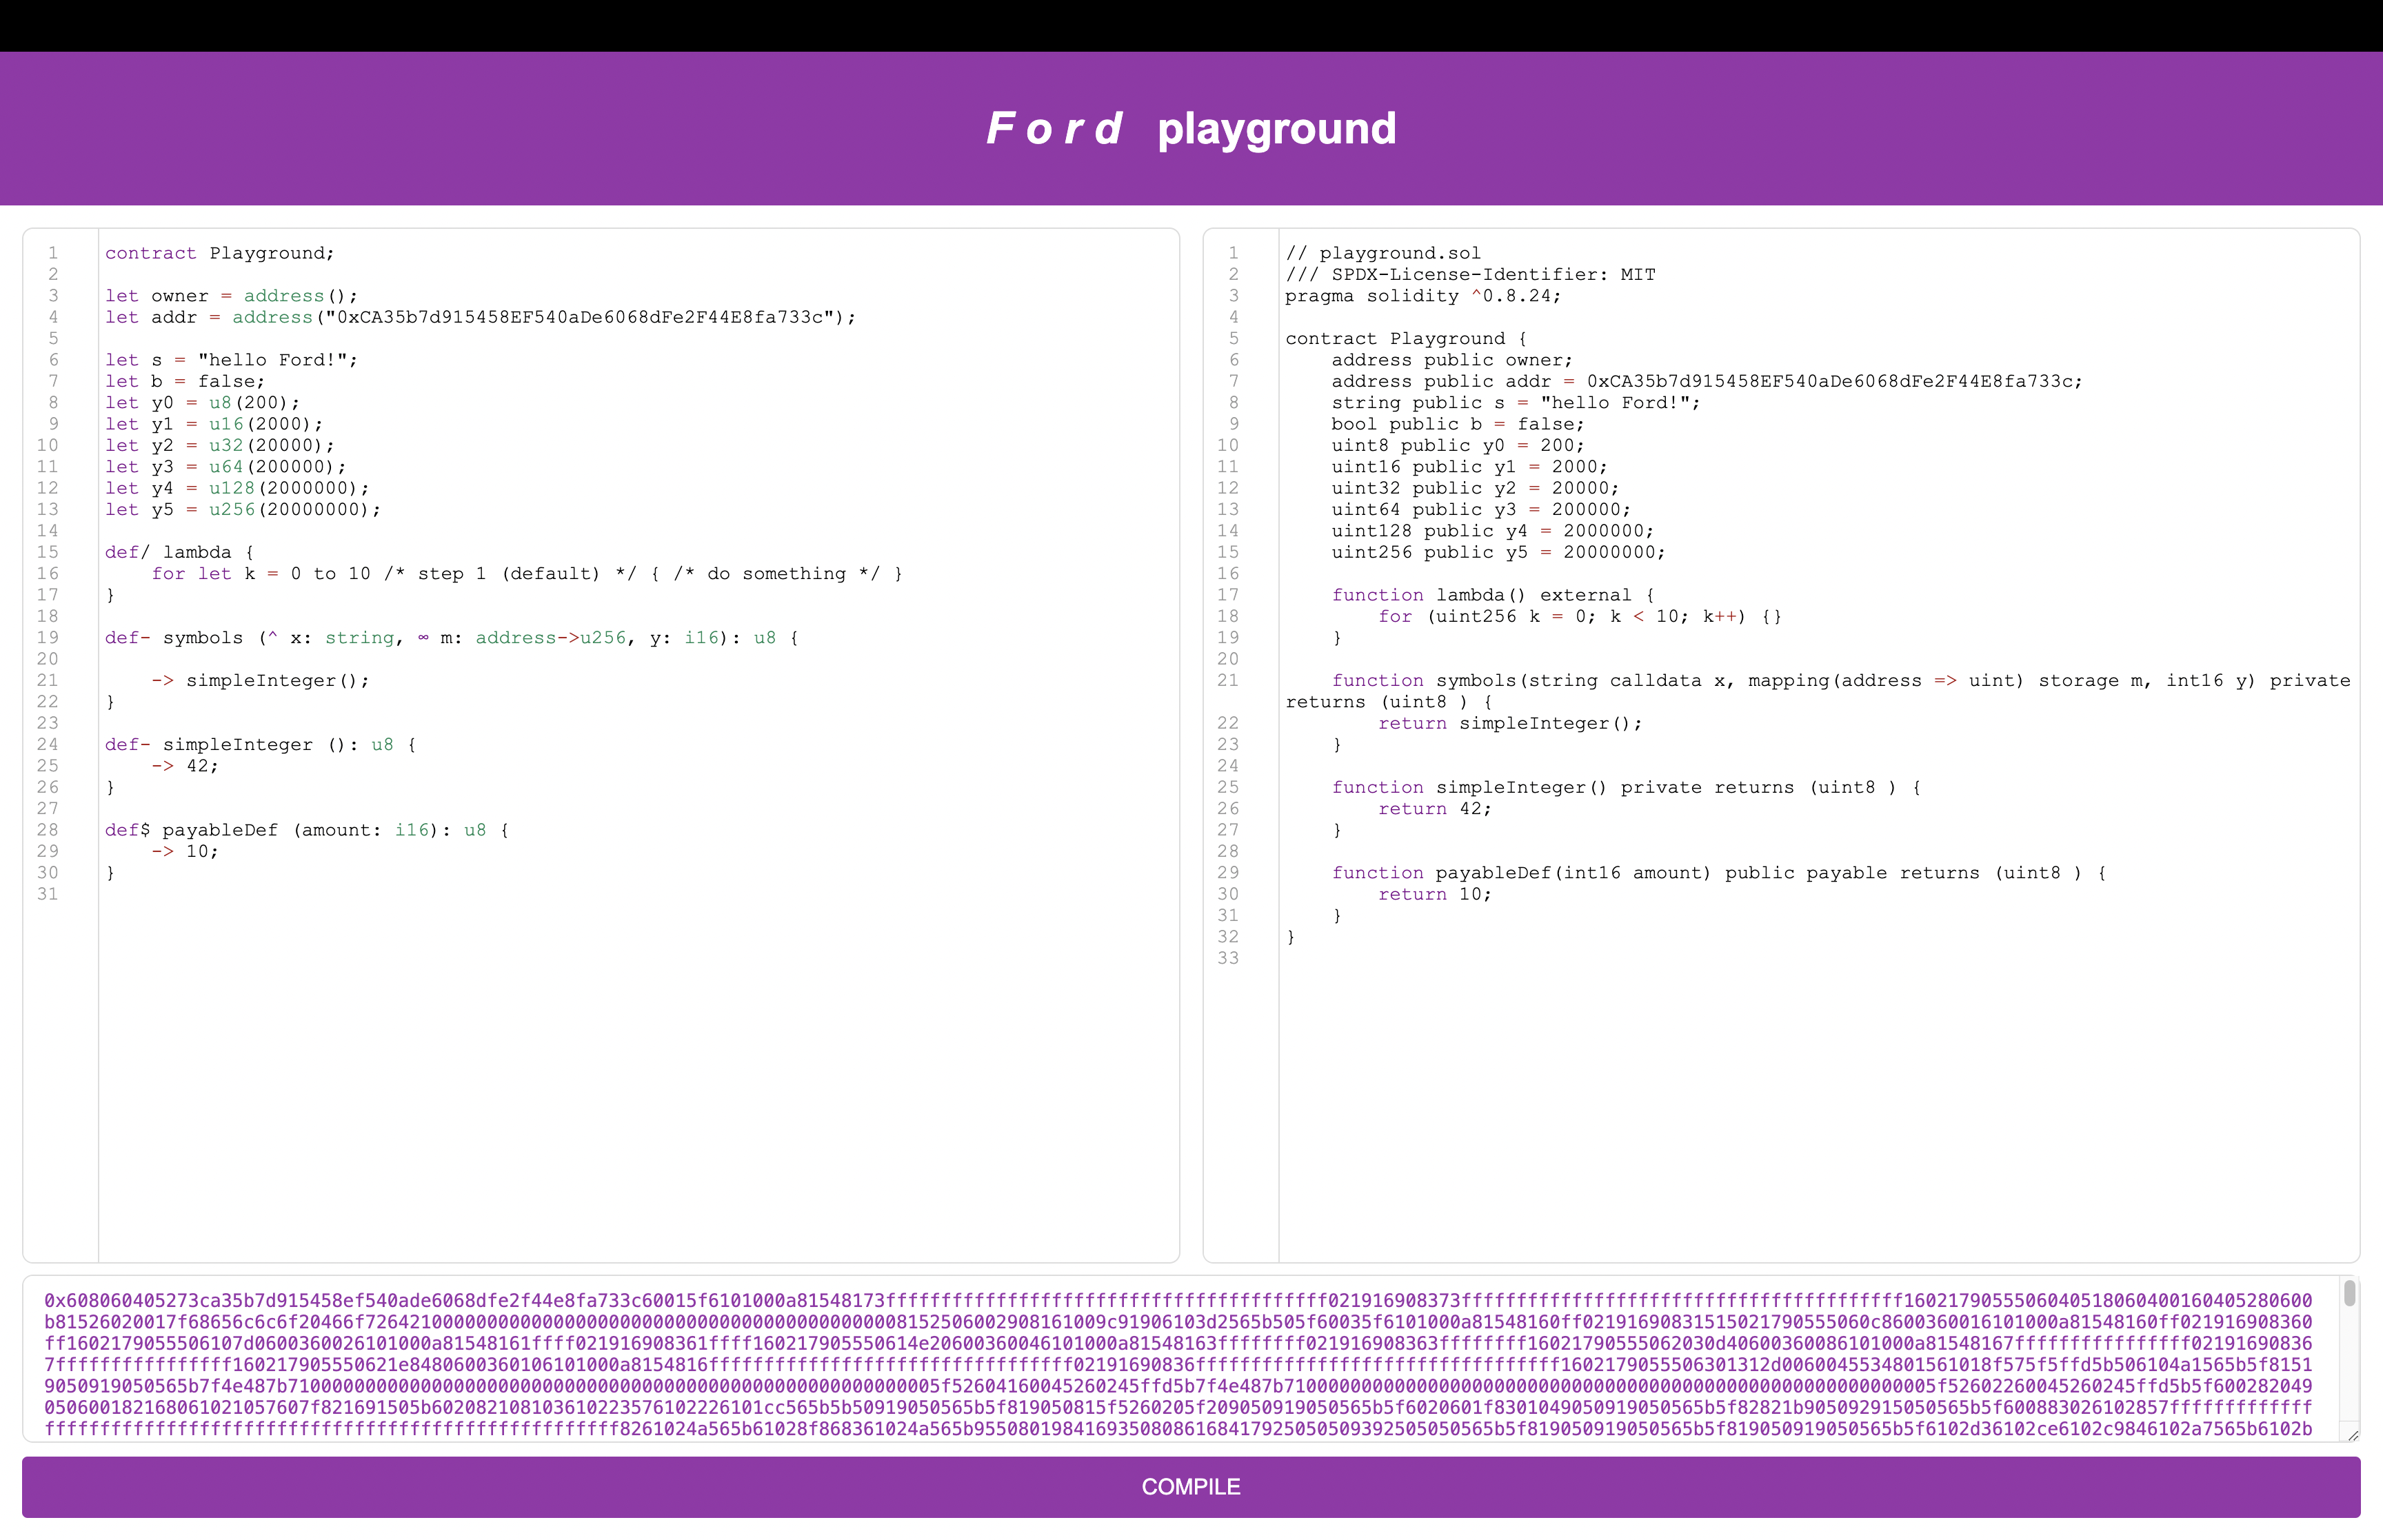 Ford playground
1 contract Playground;
2
3 let owner = address();
4 let addr = address("0xCA35b7d915458EF540aDe6068dFe2F44E8fa733c");
5
6 let s = "hello Ford!";
7 let b = false;
8 let y0 = u8(200);
9 let y1 = u16(2000);
10 let y2 = u32(20000);
11 let y3 = u64(200000);
12 let y4 = u128(2000000);
13 let y5 = u256(20000000);
14
15 def/ lambda {
16     for let k = 0 to 10 /* step 1 (default) */ { /* do something */ }
17 }
18
19 def- symbols (^ x: string, ∞ m: address->u256, y: i16): u8 {
20
21     -> simpleInteger();
22 }
23
24 def- simpleInteger (): u8 {
25     -> 42;
26 }
27
28 def$ payableDef (amount: i16): u8 {
29     -> 10;
30 }
31
1 // playground.sol
2 /// SPDX-License-Identifier: MIT
3 pragma solidity ^0.8.24;
4
5 contract Playground {
6     address public owner;
7     address public addr = 0xCA35b7d915458EF540aDe6068dFe2F44E8fa733c;
8     string public s = "hello Ford!";
9     bool public b = false;
10     uint8 public y0 = 200;
11     uint16 public y1 = 2000;
12     uint32 public y2 = 20000;
13     uint64 public y3 = 200000;
14     uint128 public y4 = 2000000;
15     uint256 public y5 = 20000000;
16
17     function lambda() external {
18         for (uint256 k = 0; k < 10; k++) {}
19     }
20
21     function symbols(string calldata x, mapping(address => uint) storage m, int16 y) private
returns (uint8 ) {
22         return simpleInteger();
23     }
24
25     function simpleInteger() private returns (uint8 ) {
26         return 42;
27     }
28
29     function payableDef(int16 amount) public payable returns (uint8 ) {
30         return 10;
31     }
32 }
33
COMPILE